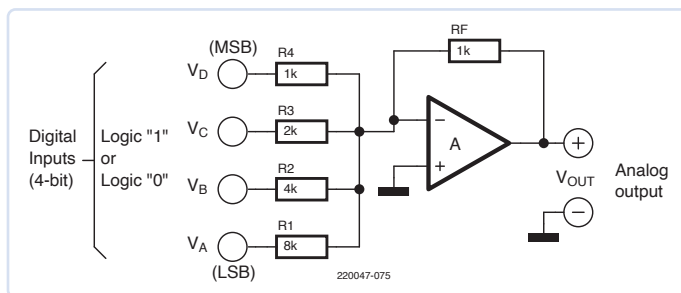 (MSB)
R4
RF
VD
1k
1k
R3
VC
2k
Digital
Inputs
(4-bit)
Logic "1"
or
Logic "0"
R2
VB
4k
−
A
+
+
VOUT
Analog
output
−
R1
VA
8k
(LSB)
220047-075